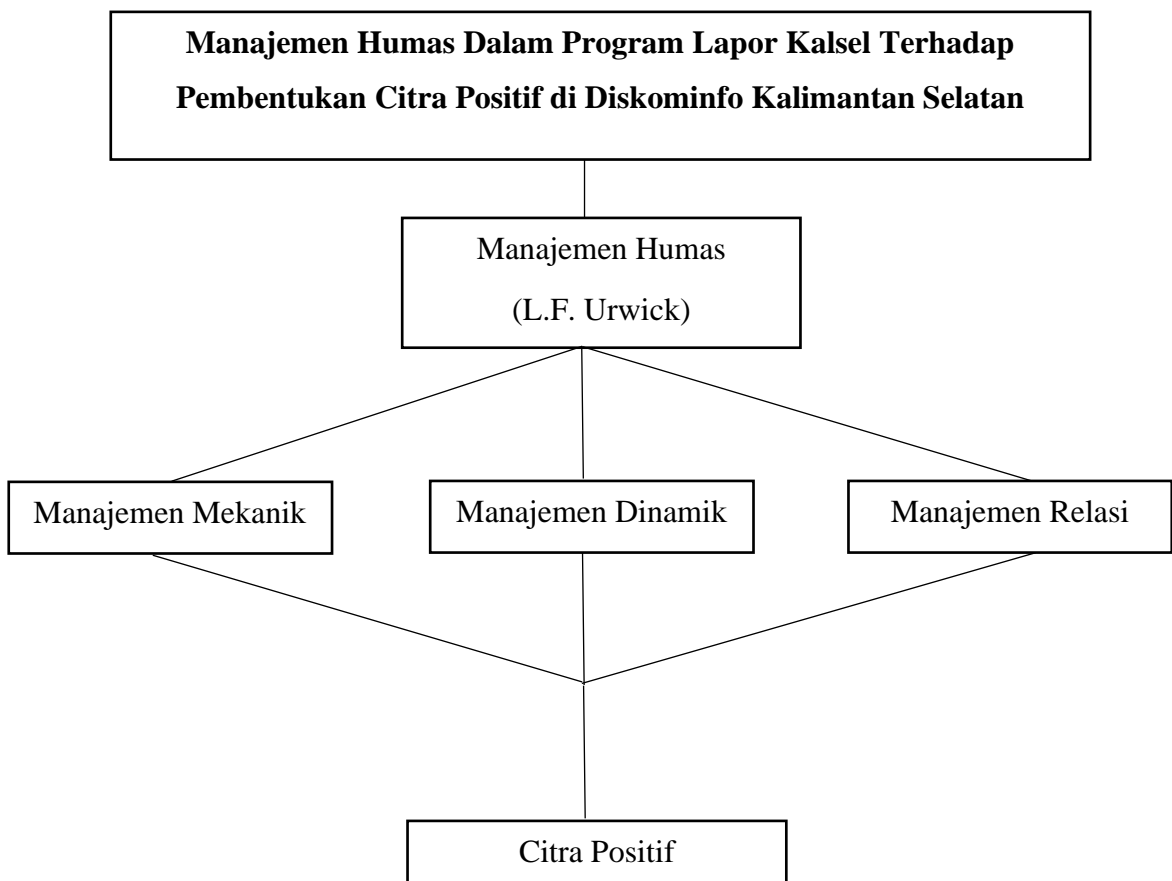 Manajemen Humas Dalam Program Lapor Kalsel Terhadap
Pembentukan Citra Positif di Diskominfo Kalimantan Selatan
Manajemen Humas
(L.F. Urwick)
Manajemen Mekanik
Manajemen Dinamik
Manajemen Relasi
Citra Positif